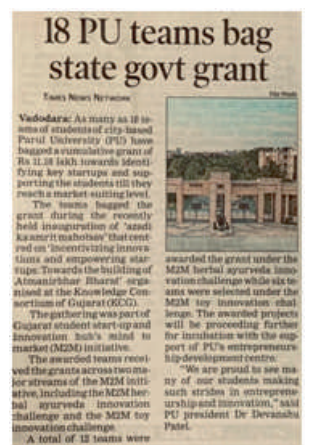 18 PU teams bag
state govt grant
TIMES NEWS NETWORK
File Photo
Vadodara: As many as 18 te-
ams of students of city-based
Parul University (PU) have
bagged a cumulative grant of
Rs 11.58 lakh towards identi-
fying key startups and sup-
porting the students till they
reach a market-suiting level.
The teams bagged the
grant during the recently
held inauguration of 'azadi
ka amrit mahotsav' that cent-
red on 'incentivizing innova-
tions and empowering star-
tups: Towards the building of
Atmanirbhar Bharat' orga-
nised at the Knowledge Con-
sortium of Gujarat (KCG).
The gathering was part of
Gujarat student start-up and
innovation hub's mind to
market (M2M) initiative.
The awarded teams recei-
ved the grants across two ma-
jor streams of the M2M initi-
ative, including the M2M her-
bal ayurveda innovation
challenge and the M2M toy
innovation challenge.
A total of 12 teams were
awarded the grant under the
M2M herbal ayurveda inno-
vation challenge while six te-
ams were selected under the
M2M toy innovation chal-
lenge. The awarded projects
will be proceeding further
for incubation with the sup-
port of PU's entrepreneurs-
hip development centre.
"We are proud to see ma-
ny of our students making
such strides in entreprene-
urship and innovation," said
PU president Dr Devanshu
Patel.